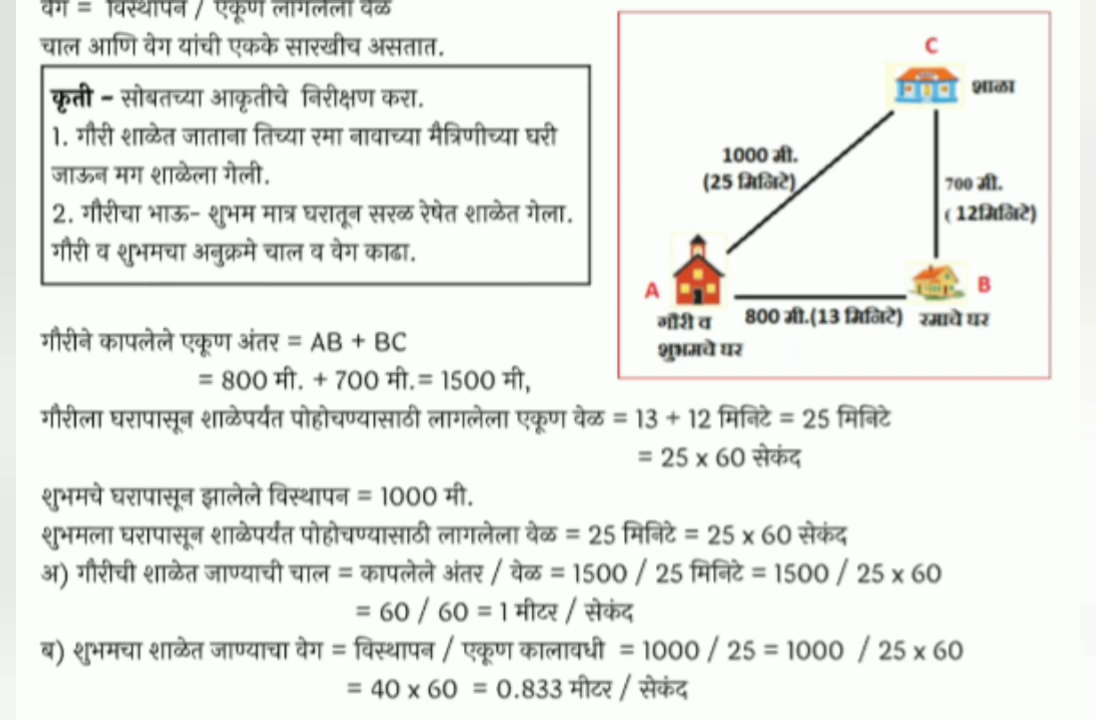 वेग = विस्थापन / एकूण लागलेला वेळ
चाल आणि वेग यांची एकके सारखीच असतात.
कृती - सोबतच्या आकृतीचे निरीक्षण करा.
1. गौरी शाळेत जाताना तिच्या रमा नावाच्या मैत्रिणीच्या घरी
जाऊन मग शाळेला गेली.
2. गौरीचा भाऊ- शुभम मात्र घरातून सरळ रेषेत शाळेत गेला.
गौरी व शुभमचा अनुक्रमे चाल व वेग काढा.
C
शाळा
1000 मी.
(25 मिनिटे)
700 मी.
( 12मिनिटे)
A
B
800 मी.(13 मिनिटे)
रमाचे घर
गौरी व
शुभमचे घर
गौरीने कापलेले एकूण अंतर = AB + BC
= 800 मी. + 700 मी.= 1500 मी,
गौरीला घरापासून शाळेपर्यंत पोहोचण्यासाठी लागलेला एकूण वेळ = 13 + 12 मिनिटे = 25 मिनिटे
= 25 x 60 सेकंद
शुभमचे घरापासून झालेले विस्थापन = 1000 मी.
शुभमला घरापासून शाळेपर्यंत पोहोचण्यासाठी लागलेला वेळ = 25 मिनिटे = 25 x 60 सेकंद
अ) गौरीची शाळेत जाण्याची चाल = कापलेले अंतर / वेळ = 1500 / 25 मिनिटे = 1500 / 25 x 60
= 60 / 60 = 1 मीटर / सेकंद
ब) शुभमचा शाळेत जाण्याचा वेग = विस्थापन / एकूण कालावधी = 1000 / 25 = 1000 / 25 x 60
= 40 x 60 = 0.833 मीटर / सेकंद